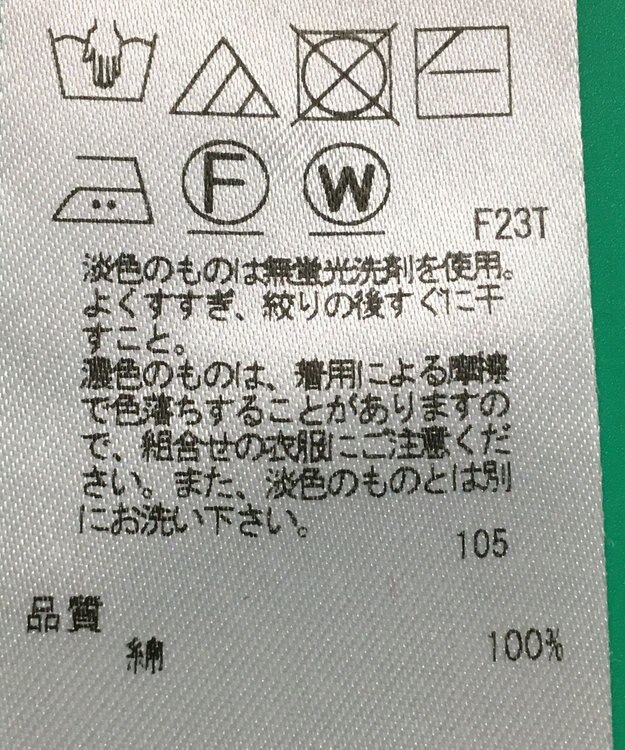 F W F23T
淡色のものは無蛍光洗剤を使用。
よくすすぎ、絞りの後すぐに干
すこと。
濃色のものは、着用による摩擦
で色落ちすることがありますの
で、組合せの衣服にご注意くだ
さい。また、淡色のものとは別
にお洗い下さい。
105
品質
綿 100%